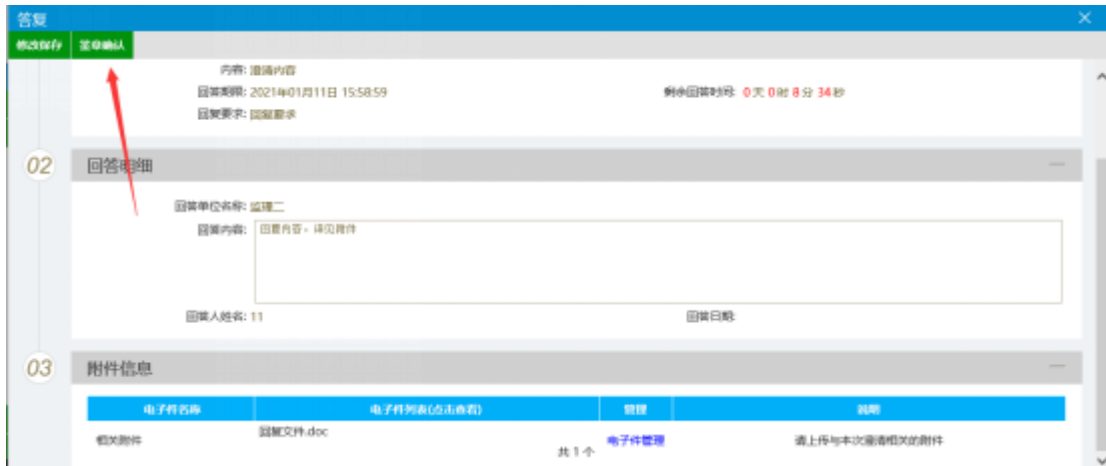 答复
修改保存 签章确认
内容: 澄清内容
回答期限: 2021年01月11日 15:58:59 剩余回答时间: 0天 0时 8分 34秒
回复要求: 回复要求
02 回答明细
回答单位名称: 监理二
回答内容: 回复内容,详见附件
回答人姓名: 11 回答日期:
03 附件信息
电子件名称 电子件列表(点击查看) 管理 说明
相关附件 回复文件.doc 共 1 个 电子件管理 请上传与本次澄清相关的附件